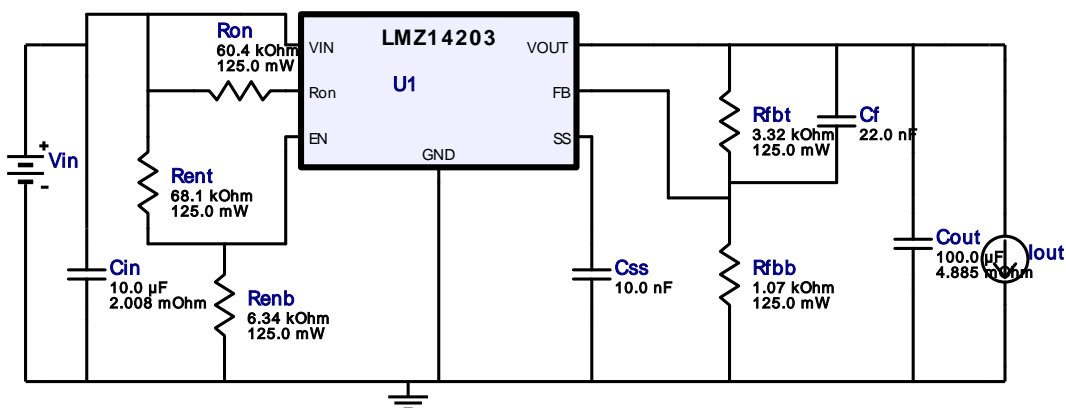 LMZ14203
U1
VIN
Ron
EN
GND
VOUT
FB
SS
Ron
60.4 kOhm
125.0 mW
+
Vin
-
Rent
68.1 kOhm
125.0 mW
Cin
10.0 µF
2.008 mOhm
Renb
6.34 kOhm
125.0 mW
Css
10.0 nF
Rfbt
3.32 kOhm
125.0 mW
Cf
22.0 nF
Rfbb
1.07 kOhm
125.0 mW
Cout
100.0 µF
4.885 mOhm
Iout